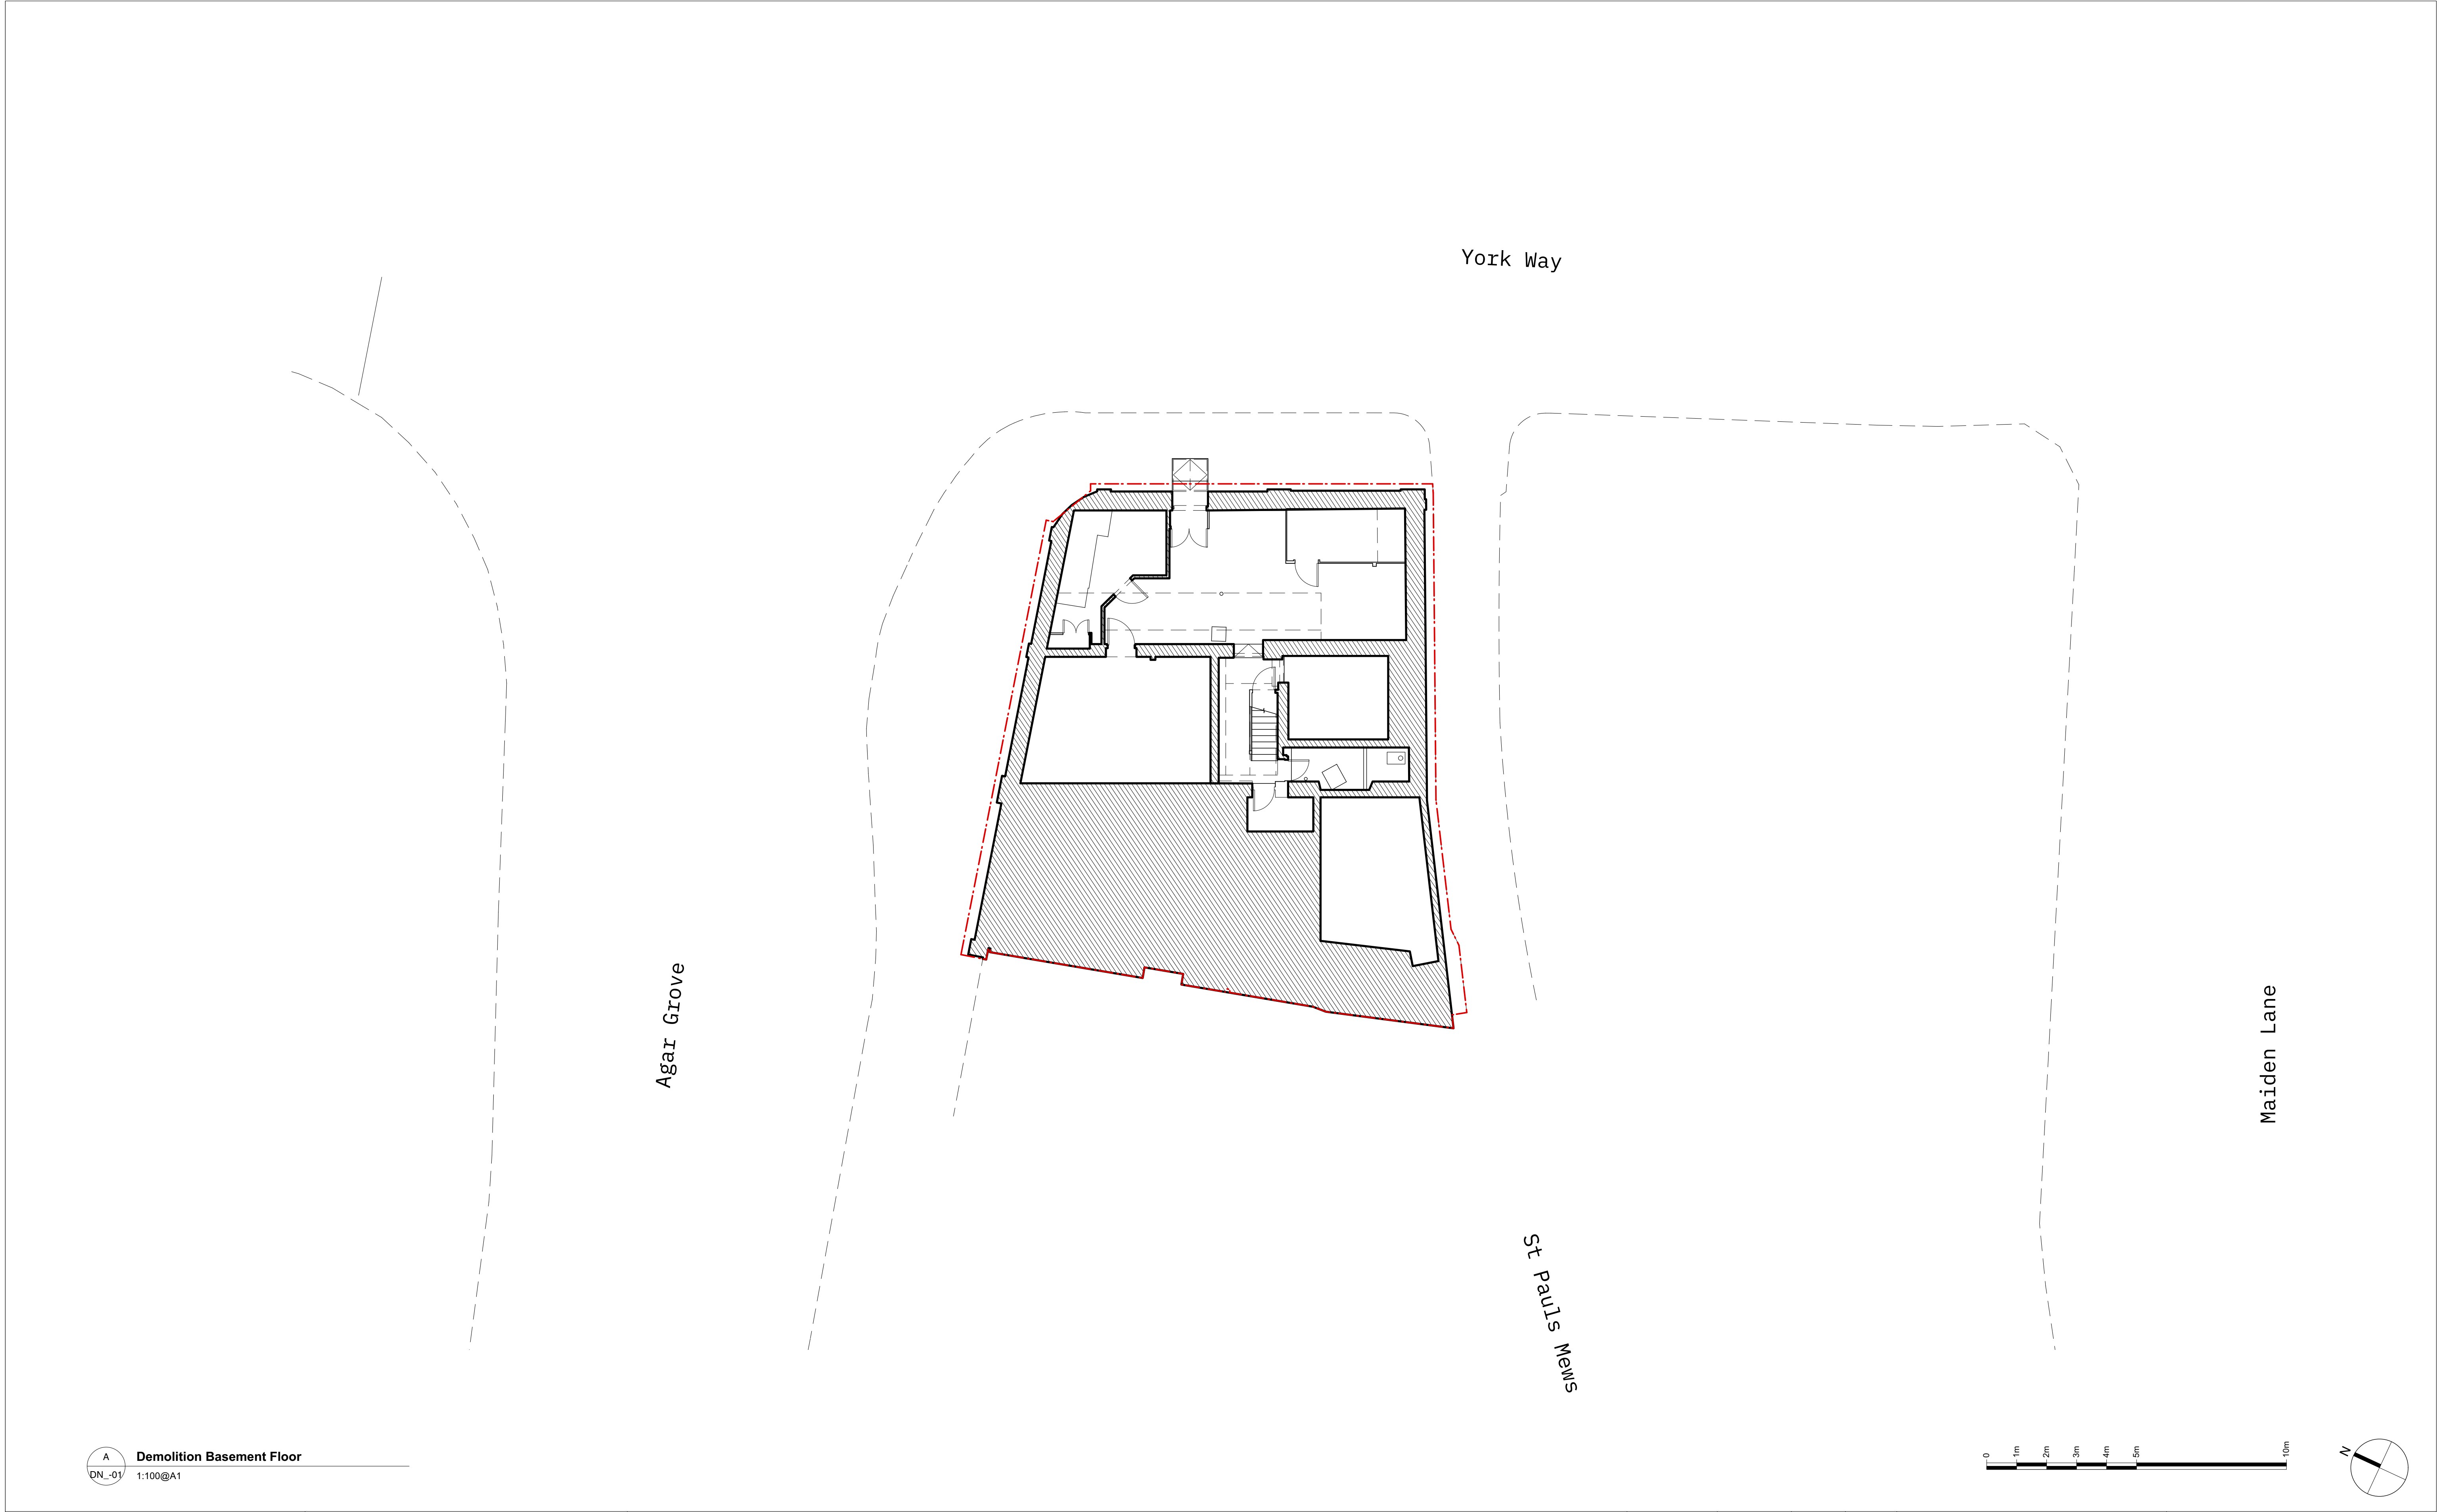 York Way
Agar Grove
Maiden Lane
St Pauls Mews
A
DN_-01
Demolition Basement Floor
1:100@A1
0
1m
2m
3m
4m
5m
10m
N